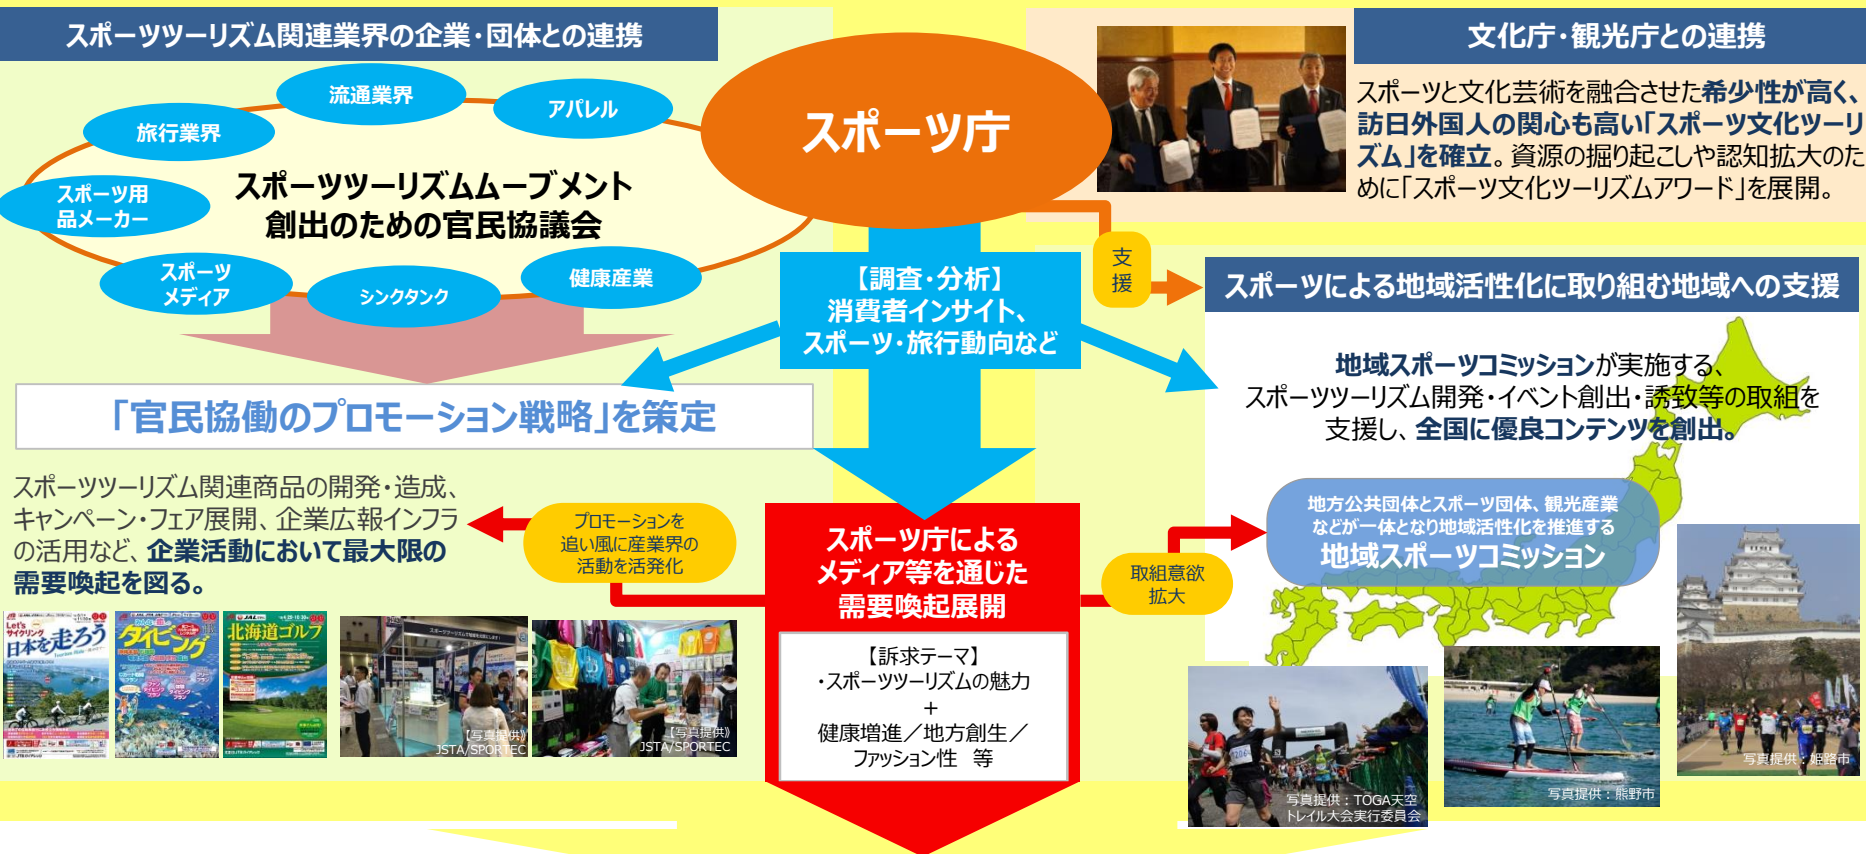 スポーツツーリズム関連業界の企業・団体との連携
流通業界
アパレル
旅行業界
スポーツ用
品メーカー
スポーツツーリズムムーブメント
創出のための官民協議会
スポーツ
メディア
シンクタンク
健康産業
スポーツ庁
文化庁・観光庁との連携
スポーツと文化芸術を融合させた希少性が高く、
訪日外国人の関心も高い「スポーツ文化ツーリ
ズム」を確立。資源の掘り起こしや認知拡大のた
めに「スポーツ文化ツーリズムアワード」を展開。
支
援
【調査・分析】
消費者インサイト、
スポーツ・旅行動向など
スポーツによる地域活性化に取り組む地域への支援
地域スポーツコミッションが実施する、
スポーツツーリズム開発・イベント創出・誘致等の取組を
支援し、全国に優良コンテンツを創出。
「官民協働のプロモーション戦略」を策定
スポーツツーリズム関連商品の開発・造成、
キャンペーン・フェア展開、企業広報インフラ
の活用など、企業活動において最大限の
需要喚起を図る。
プロモーションを
追い風に産業界の
活動を活発化
スポーツ庁による
メディア等を通じた
需要喚起展開
【訴求テーマ】
・スポーツツーリズムの魅力
+
健康増進／地方創生／
ファッション性 等
取組意欲
拡大
地方公共団体とスポーツ団体、観光産業
などが一体となり地域活性化を推進する
地域スポーツコミッション
Let's
サイクリング
日本を走ろう
ダイビング
JAL
北海道ゴルフ
【写真提供】
JSTA/SPORTEC
【写真提供】
JSTA/SPORTEC
写真提供：TOGA天空
トレイル大会実行委員会
写真提供：熊野市
写真提供：姫路市